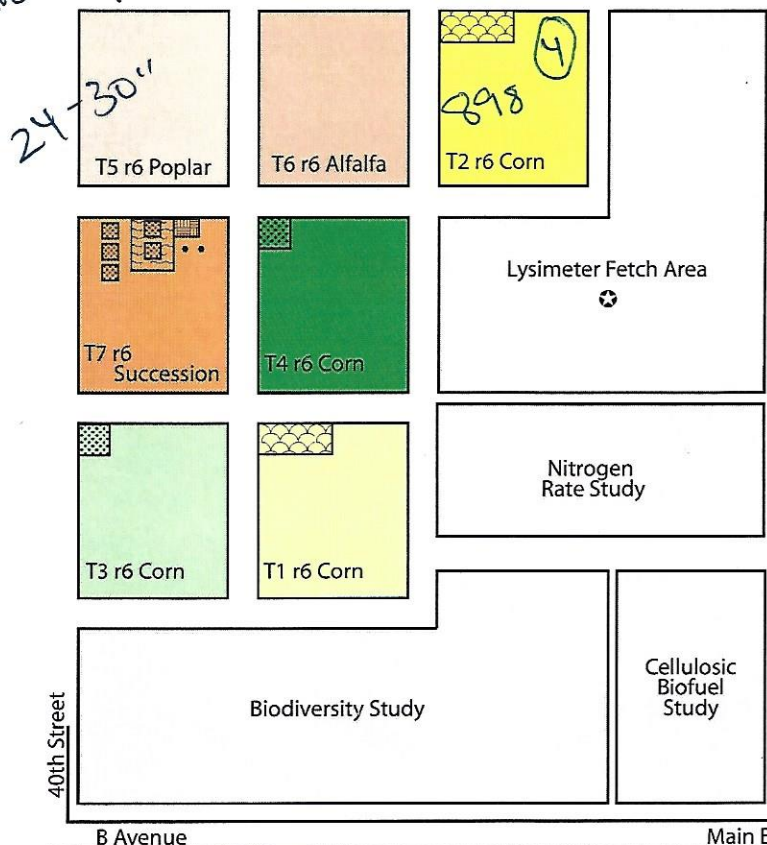 24-30"
4
898
T5 r6 Poplar
T6 r6 Alfalfa
T2 r6 Corn
Lysimeter Fetch Area
T7 r6
Succession
T4 r6 Corn
Nitrogen
Rate Study
T3 r6 Corn
T1 r6 Corn
Biodiversity Study
Cellulosic
Biofuel
Study
40th Street
B Avenue